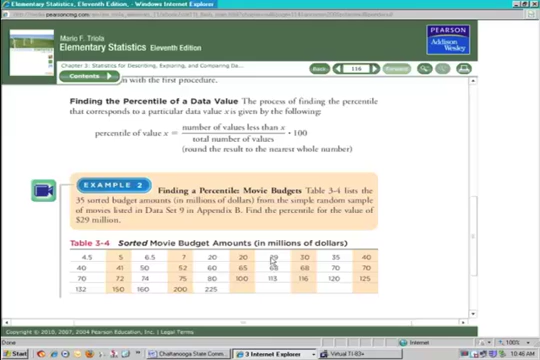 Elementary Statistics, Eleventh Edition, - Windows Internet Explorer
Mario F. Triola
Elementary Statistics Eleventh Edition
PEARSON
Addison
Wesley
Chapter 3: Statistics for Describing, Exploring, and Comparing Da...
Contents
Back
116
Forward
n with the first procedure.
Finding the Percentile of a Data Value The process of finding the percentile
that corresponds to a particular data value x is given by the following:
percentile of value x = number of values less than x / total number of values • 100
(round the result to the nearest whole number)
EXAMPLE 2
Finding a Percentile: Movie Budgets Table 3-4 lists the
35 sorted budget amounts (in millions of dollars) from the simple random sample
of movies listed in Data Set 9 in Appendix B. Find the percentile for the value of
$29 million.
Table 3-4 Sorted Movie Budget Amounts (in millions of dollars)
4.5 5 6.5 7 20 20 29 30 35 40
40 41 50 52 60 65 68 68 70 70
70 72 74 75 80 100 113 116 120 125
132 150 160 200 225
Copyright © 2010, 2007, 2004 Pearson Education, Inc. | Legal Terms
Done
Internet
100%
Start
Chattanooga State Comm...
3 Internet Explorer
Virtual TI-83+
10:46 AM